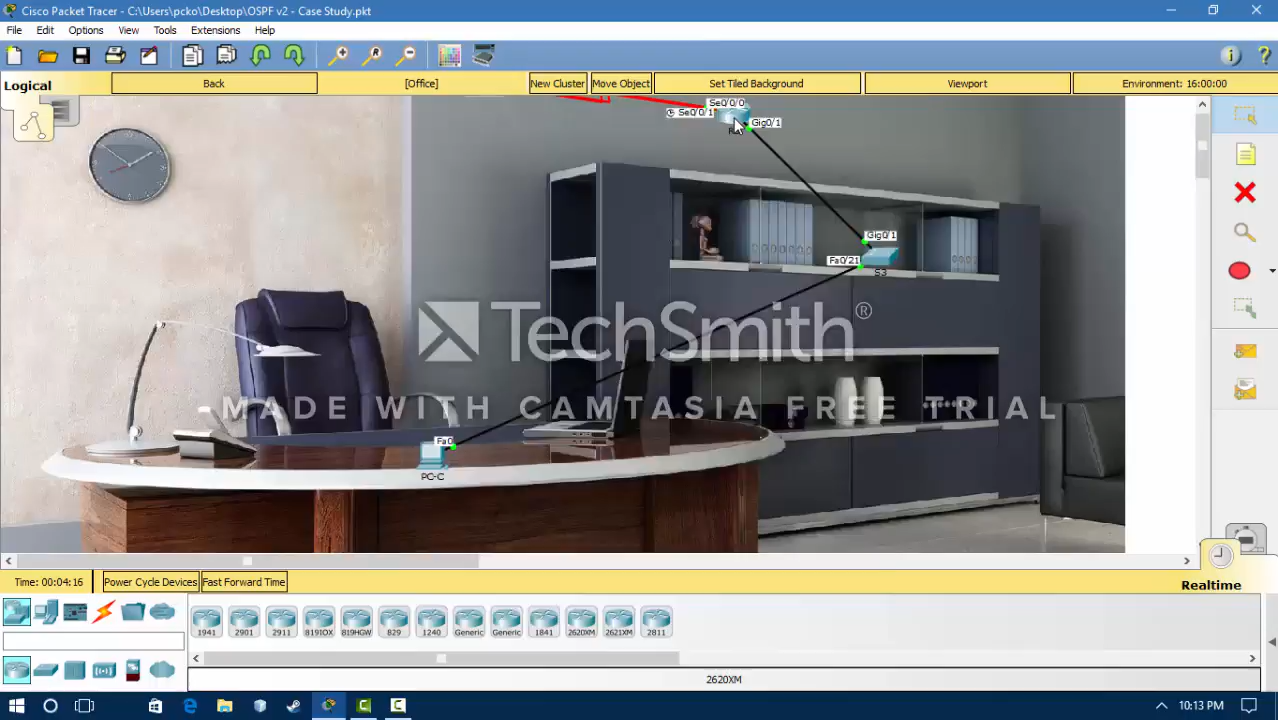 Cisco Packet Tracer - C:\Users\pcko\Desktop\OSPF v2 - Case Study.pkt
File Edit View Tools Extensions Help
Logical Back [Office] New Cluster Move Object Set Tiled Background Viewport Environment: 16:00:00
Se0/0/0
Se0/0/1
Gig0/1
Gig0/1
Fa0/21
S3
TechSmith®
MADE WITH CAMTASIA FREE TRIAL
Fa0
PC-C
Time: 00:04:16 Power Cycle Devices Fast Forward Time Realtime
1941 2901 2911 819IOX 819HGW 829 1240 Generic Generic 1841 2620XM 2621XM 2811
2620XM
10:13 PM